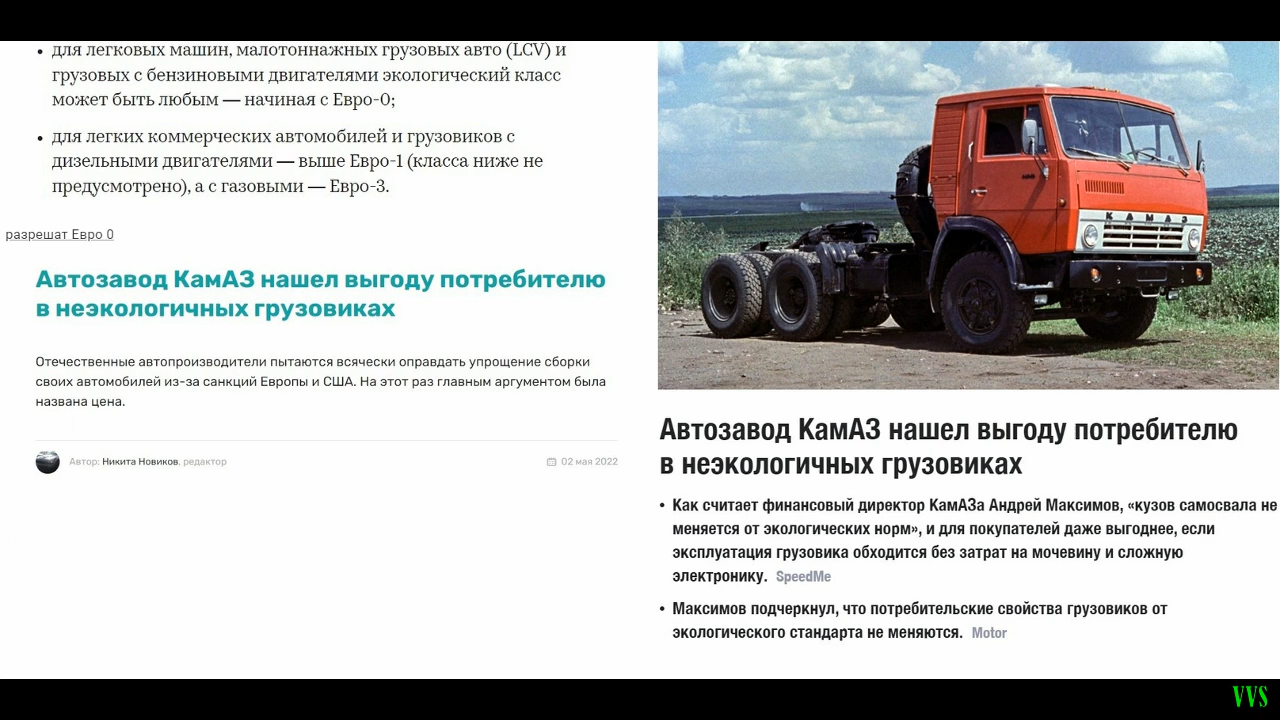 • для легковых машин, малотоннажных грузовых авто (LCV) и
грузовых с бензиновыми двигателями экологический класс
может быть любым — начиная с Евро-0;
• для легких коммерческих автомобилей и грузовиков с
дизельными двигателями — выше Евро-1 (класса ниже не
предусмотрено), а с газовыми — Евро-3.
разрешат Евро 0
Автозавод КамАЗ нашел выгоду потребителю
в неэкологичных грузовиках
Отечественные автопроизводители пытаются всячески оправдать упрощение сборки
своих автомобилей из-за санкций Европы и США. На этот раз главным аргументом была
названа цена.
Автор: Никита Новиков, редактор
02 мая 2022
КАМАЗ
Автозавод КамАЗ нашел выгоду потребителю
в неэкологичных грузовиках
• Как считает финансовый директор КамАЗа Андрей Максимов, «кузов самосвала не
меняется от экологических норм», и для покупателей даже выгоднее, если
эксплуатация грузовика обходится без затрат на мочевину и сложную
электронику. SpeedMe
• Максимов подчеркнул, что потребительские свойства грузовиков от
экологического стандарта не меняются. Motor
VVS